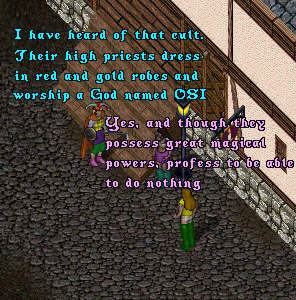 I have heard of that cult.
Their high priests dress
in red and gold robes and
worship a God named OSI
Yes, and though they
possess great magical
powers, profess to be able
to do nothing